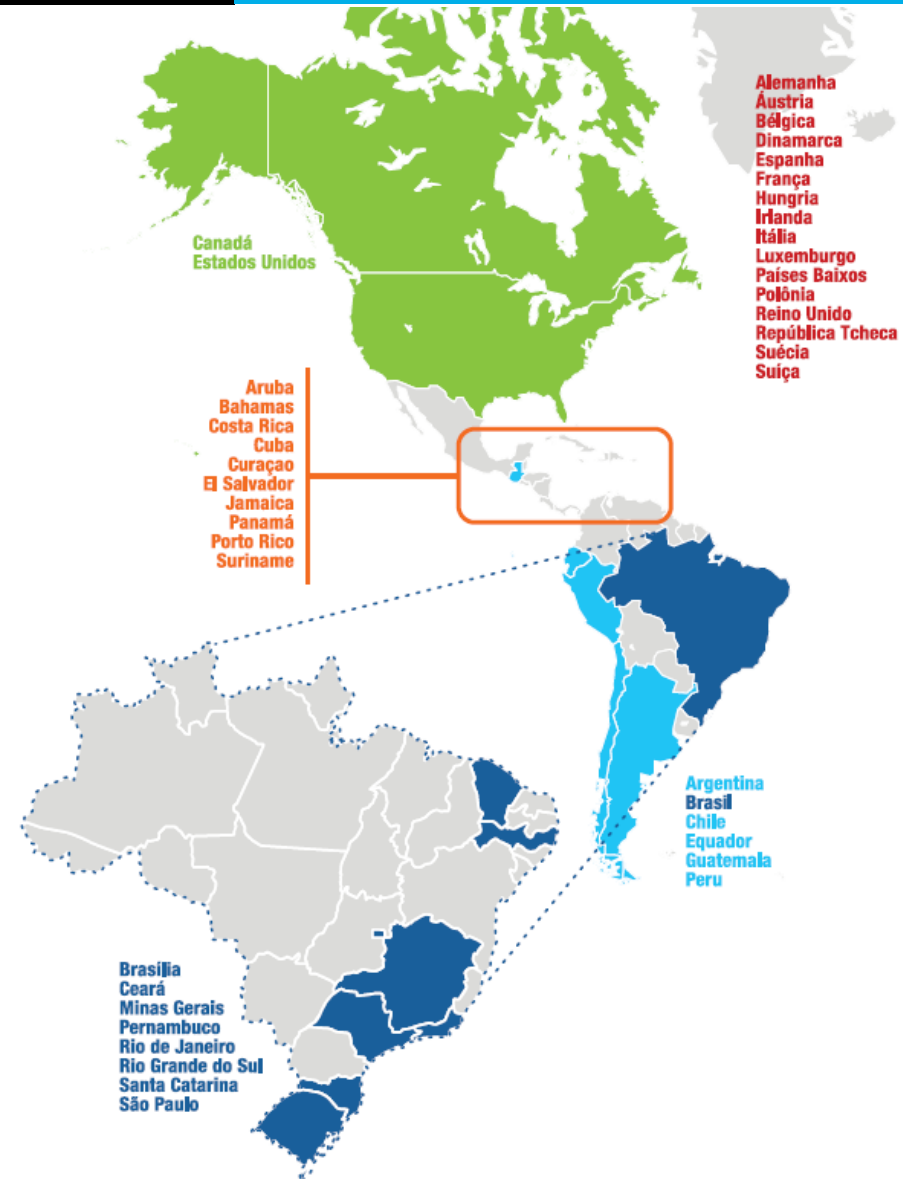 Alemanha
Áustria
Bélgica
Dinamarca
Espanha
França
Hungria
Irlanda
Itália
Luxemburgo
Países Baixos
Polônia
Reino Unido
República Tcheca
Suécia
Suíça
Canadá
Estados Unidos
Aruba
Bahamas
Costa Rica
Cuba
Curaçao
El Salvador
Jamaica
Panamá
Porto Rico
Suriname
Argentina
Brasil
Chile
Equador
Guatemala
Peru
Brasília
Ceará
Minas Gerais
Pernambuco
Rio de Janeiro
Rio Grande do Sul
Santa Catarina
São Paulo